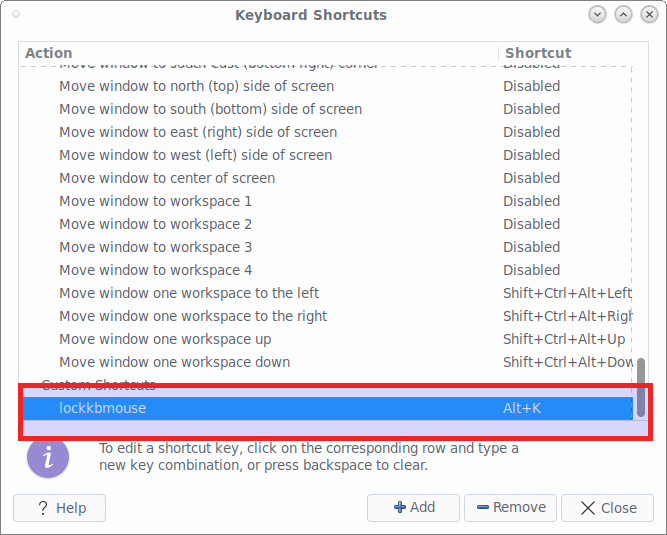 Keyboard Shortcuts
Action Shortcut
Move window to south east (bottom right) corner Disabled
Move window to north (top) side of screen Disabled
Move window to south (bottom) side of screen Disabled
Move window to east (right) side of screen Disabled
Move window to west (left) side of screen Disabled
Move window to center of screen Disabled
Move window to workspace 1 Disabled
Move window to workspace 2 Disabled
Move window to workspace 3 Disabled
Move window to workspace 4 Disabled
Move window one workspace to the left Shift+Ctrl+Alt+Left
Move window one workspace to the right Shift+Ctrl+Alt+Righ
Move window one workspace up Shift+Ctrl+Alt+Up
Move window one workspace down Shift+Ctrl+Alt+Dow
Custom Shortcuts
lockkbmouse Alt+K
i
To edit a shortcut key, click on the corresponding row and type a
new key combination, or press backspace to clear.
? Help Add Remove Close